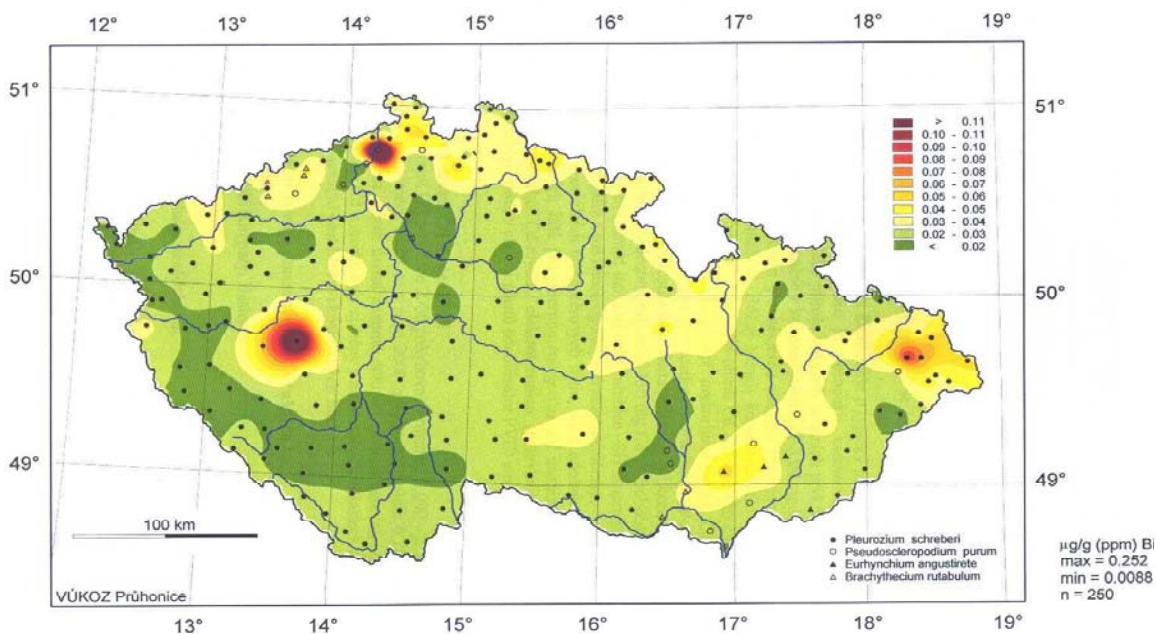 12° 13° 14° 15° 16° 17° 18° 19°
51° 51°
> 0.11
0.10 - 0.11
0.09 - 0.10
0.08 - 0.09
0.07 - 0.08
0.06 - 0.07
0.05 - 0.06
0.04 - 0.05
0.03 - 0.04
0.02 - 0.03
< 0.02
50° 50°
49° 49°
100 km
Pleurozium schreberi
Pseudoscleropodium purum
Eurhynchium angustirete
Brachythecium rutabulum
µg/g (ppm) Bi
max = 0.252
min = 0.0088
n = 250
VÚKOZ Průhonice
13° 14° 15° 16° 17° 18° 19°